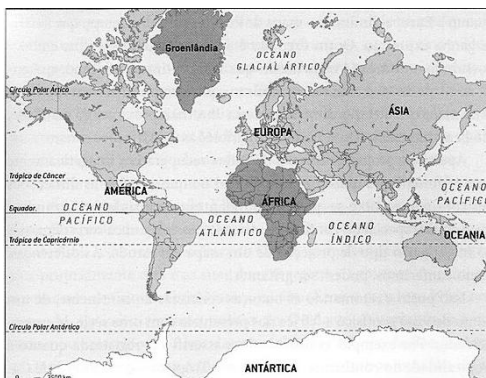 Groenlândia
OCEANO
GLACIAL ÁRTICO
Círculo Polar Ártico
ÁSIA
EUROPA
Trópico de Câncer
AMÉRICA
ÁFRICA
OCEANO
PACÍFICO
OCEANO
PACÍFICO
Equador
OCEANO
ATLÂNTICO
OCEANO
ÍNDICO
OCEANIA
Trópico de Capricórnio
Círculo Polar Antártico
ANTÁRTICA